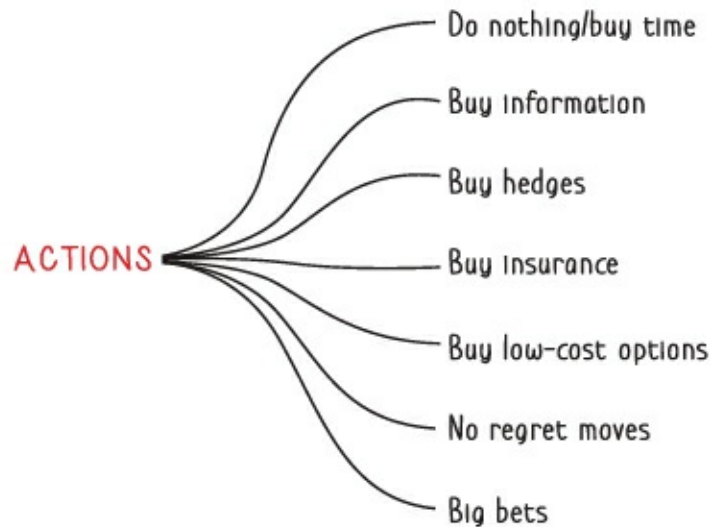 Do nothing/buy time
Buy information
Buy hedges
ACTIONS
Buy insurance
Buy low-cost options
No regret moves
Big bets